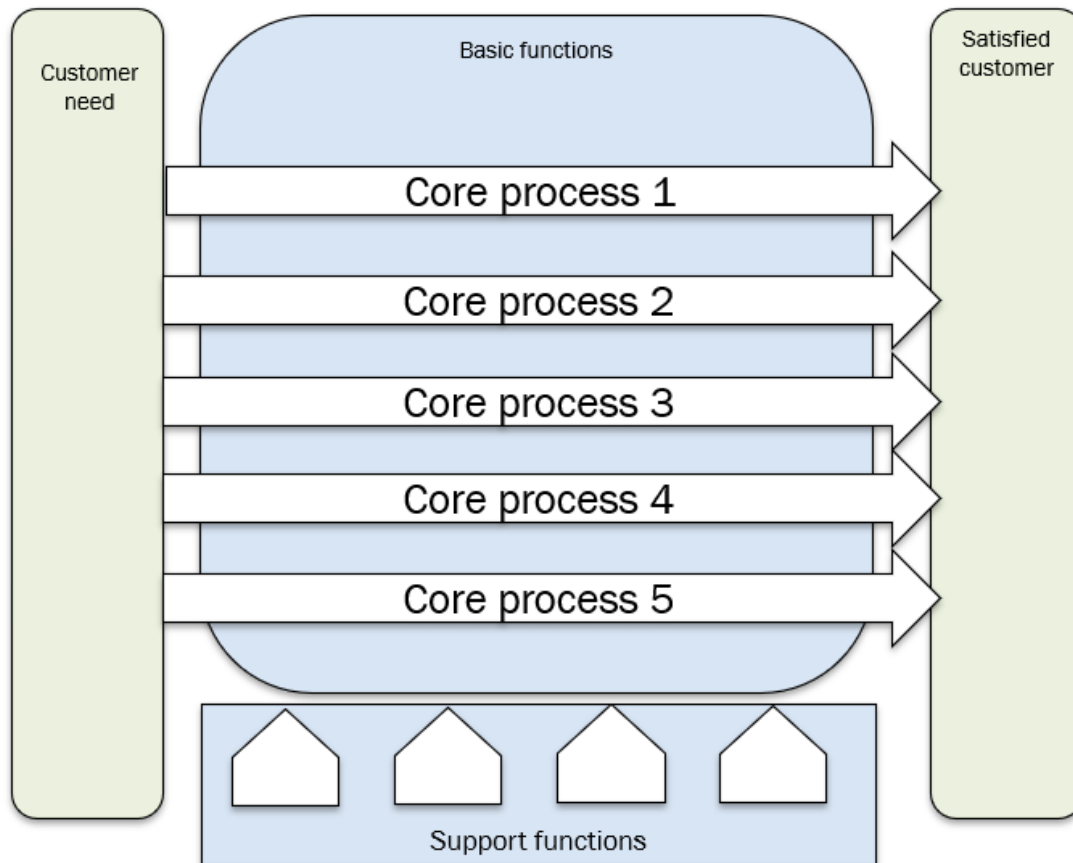 Customer
need
Basic functions
Satisfied
customer
Core process 1
Core process 2
Core process 3
Core process 4
Core process 5
Support functions